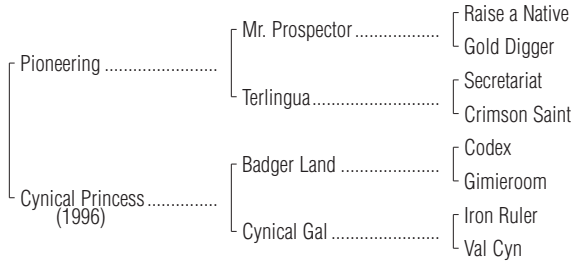 Raise a Native
Mr. Prospector ....................
Gold Digger
Pioneering ...........................
Secretariat
Terlingua ..............................
Crimson Saint
Codex
Badger Land .......................
Gimieroom
Cynical Princess .................
(1996)
Iron Ruler
Cynical Gal ..........................
Val Cyn